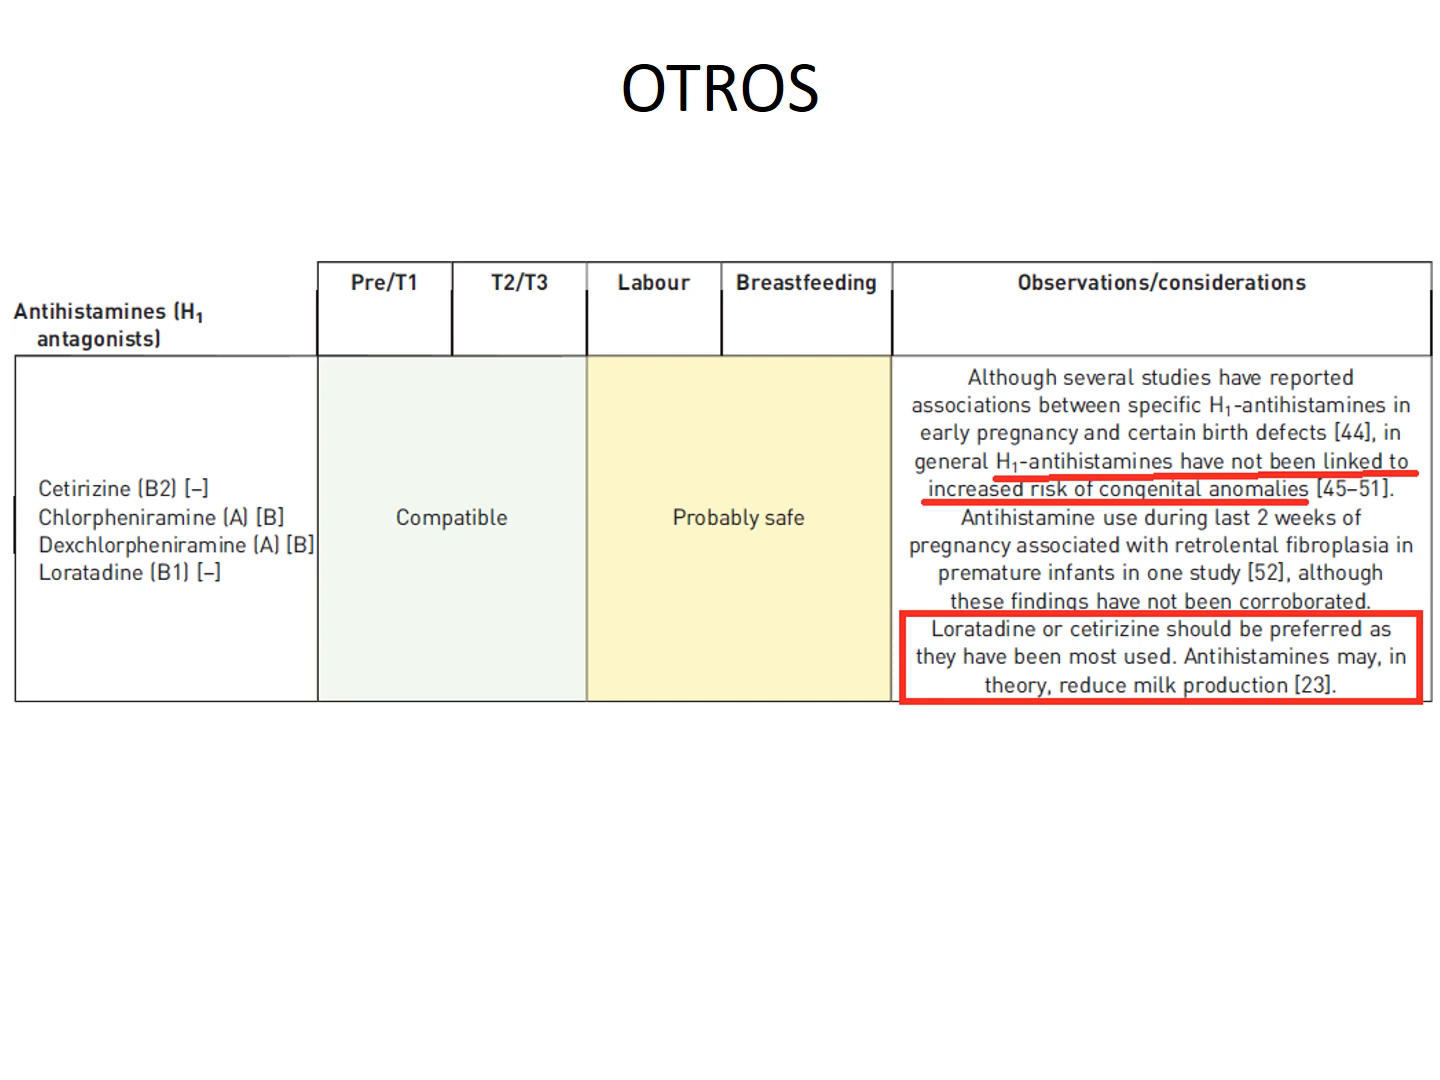 OTROS
Antihistamines (H₁
antagonists)
Pre/T1
T2/T3
Labour
Breastfeeding
Observations/considerations
Cetirizine (B2) [–]
Chlorpheniramine (A) [B]
Dexchlorpheniramine (A) [B]
Loratadine (B1) [–]
Compatible
Probably safe
Although several studies have reported
associations between specific H₁-antihistamines in
early pregnancy and certain birth defects [44], in
general H₁-antihistamines have not been linked to
increased risk of congenital anomalies [45–51].
Antihistamine use during last 2 weeks of
pregnancy associated with retrolental fibroplasia in
premature infants in one study [52], although
these findings have not been corroborated.
Loratadine or cetirizine should be preferred as
they have been most used. Antihistamines may, in
theory, reduce milk production [23].